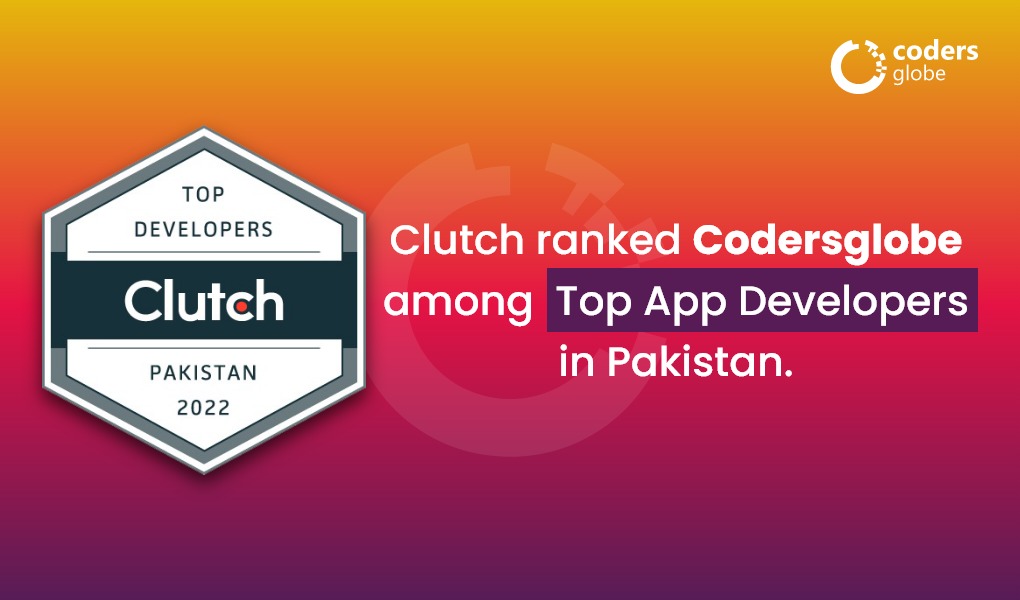 coders
globe
TOP
DEVELOPERS
Clutch
PAKISTAN
2022
Clutch ranked Codersglobe
among Top App Developers
in Pakistan.